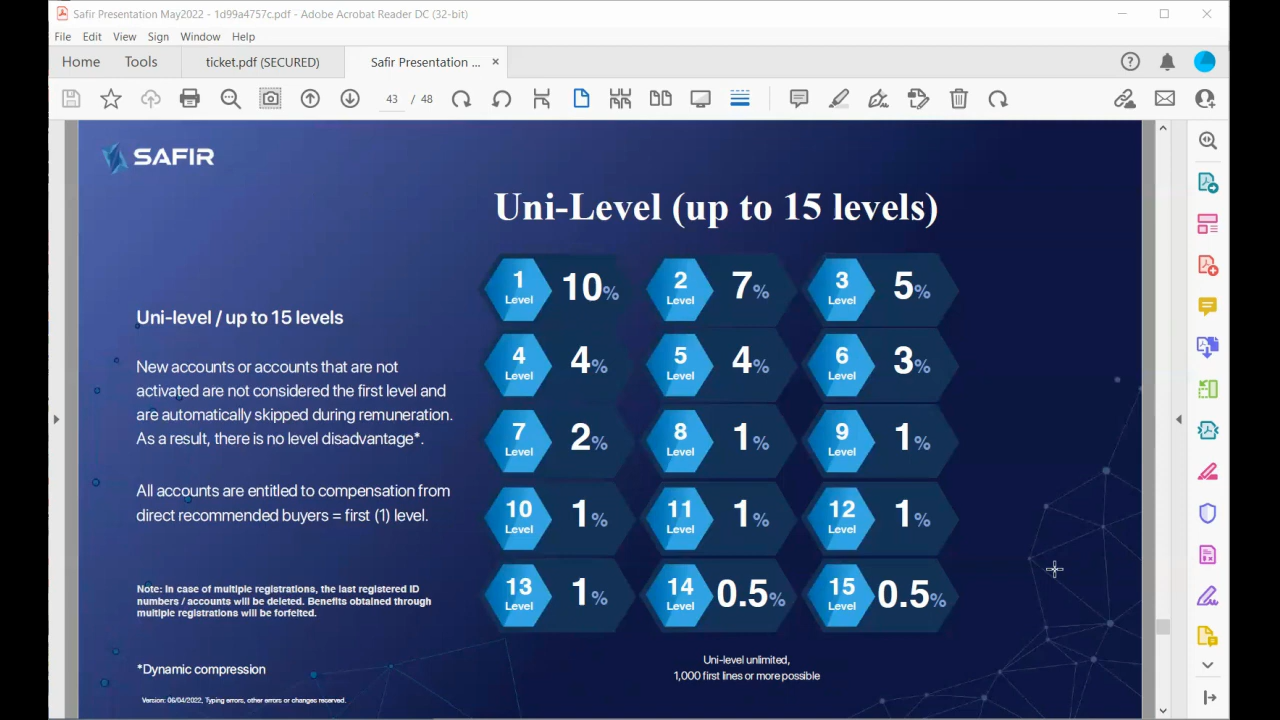 Safir Presentation May2022 - 1d99a4757c.pdf - Adobe Acrobat Reader DC (32-bit)
File Edit View Sign Window Help
Home Tools ticket.pdf (SECURED) Safir Presentation ... ×
43 / 48
SAFIR
Uni-Level (up to 15 levels)
Uni-level / up to 15 levels
New accounts or accounts that are not
activated are not considered the first level and
are automatically skipped during remuneration.
As a result, there is no level disadvantage*.
All accounts are entitled to compensation from
direct recommended buyers = first (1) level.
Note: In case of multiple registrations, the last registered ID
numbers / accounts will be deleted. Benefits obtained through
multiple registrations will be forfeited.
*Dynamic compression
Version: 06/04/2022, Typing errors, other errors or changes reserved.
1 Level 10% 2 Level 7% 3 Level 5%
4 Level 4% 5 Level 4% 6 Level 3%
7 Level 2% 8 Level 1% 9 Level 1%
10 Level 1% 11 Level 1% 12 Level 1%
13 Level 1% 14 Level 0.5% 15 Level 0.5%
Uni-level unlimited,
1,000 first lines or more possible